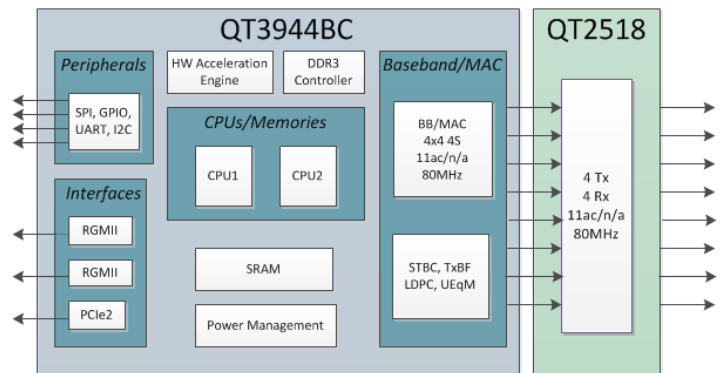 QT3944BC
QT2518
Peripherals
SPI, GPIO,
UART, I2C
HW Acceleration
Engine
DDR3
Controller
Baseband/MAC
CPUs/Memories
CPU1
CPU2
BB/MAC
4x4 4S
11ac/n/a
80MHz
4 Tx
4 Rx
11ac/n/a
80MHz
Interfaces
RGMII
RGMII
PCIe2
SRAM
Power Management
STBC, TxBF
LDPC, UEqM